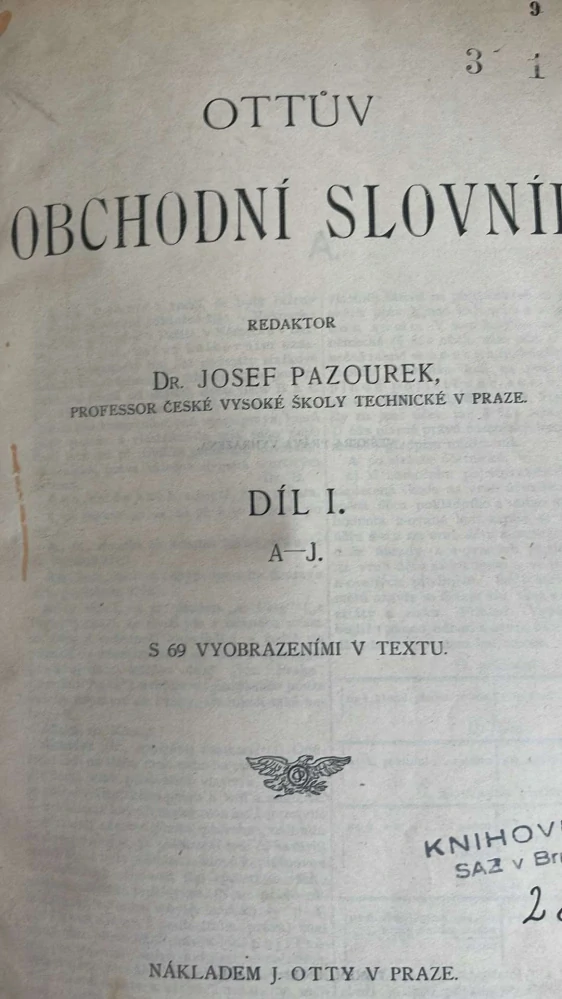 9
3 1
OTTŮV
OBCHODNÍ SLOVNÍ
REDAKTOR
DR. JOSEF PAZOUREK,
PROFESSOR ČESKÉ VYSOKÉ ŠKOLY TECHNICKÉ V PRAZE.
DÍL I.
A—J.
S 69 VYOBRAZENÍMI V TEXTU.
KNIHOV
SAZ v Br
2
NÁKLADEM J. OTTY V PRAZE.